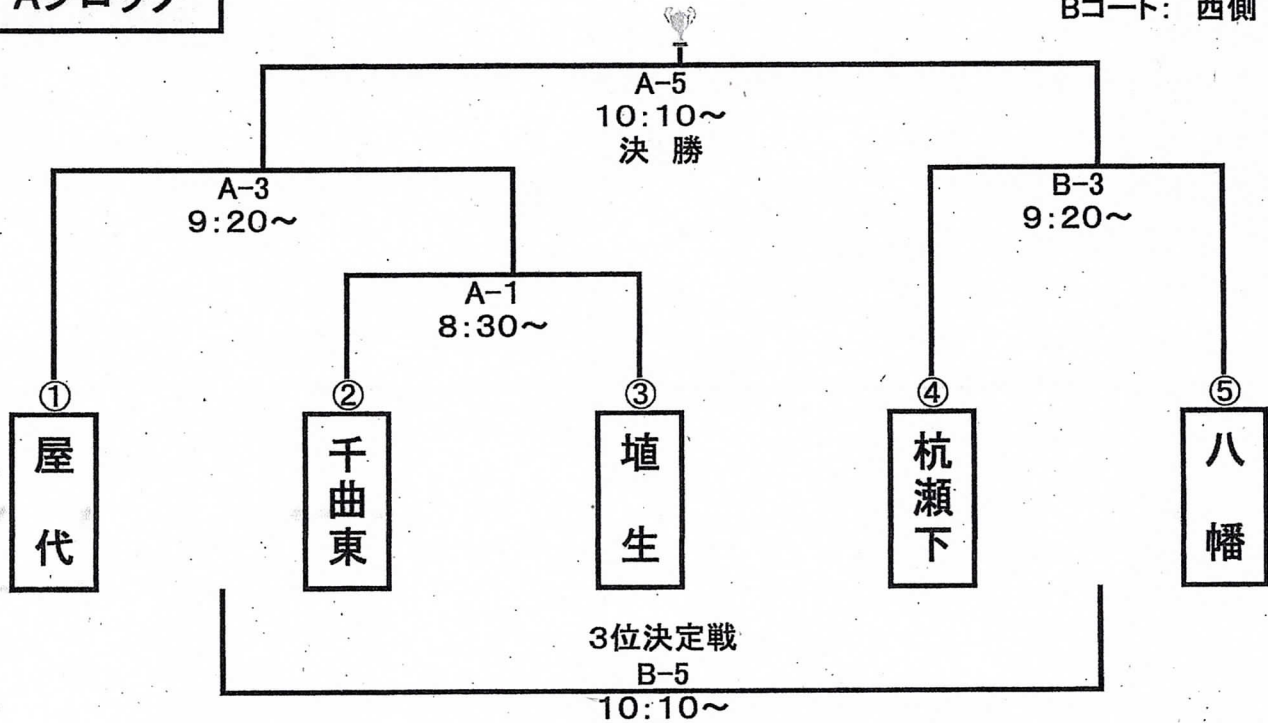 Aブロック
Bコート: 西側
A-5
10:10～
決 勝
A-3
9:20～
B-3
9:20～
A-1
8:30～
①
②
③
④
⑤
屋代
千曲東
埴生
杭瀬下
八幡
3位決定戦
B-5
10:10～